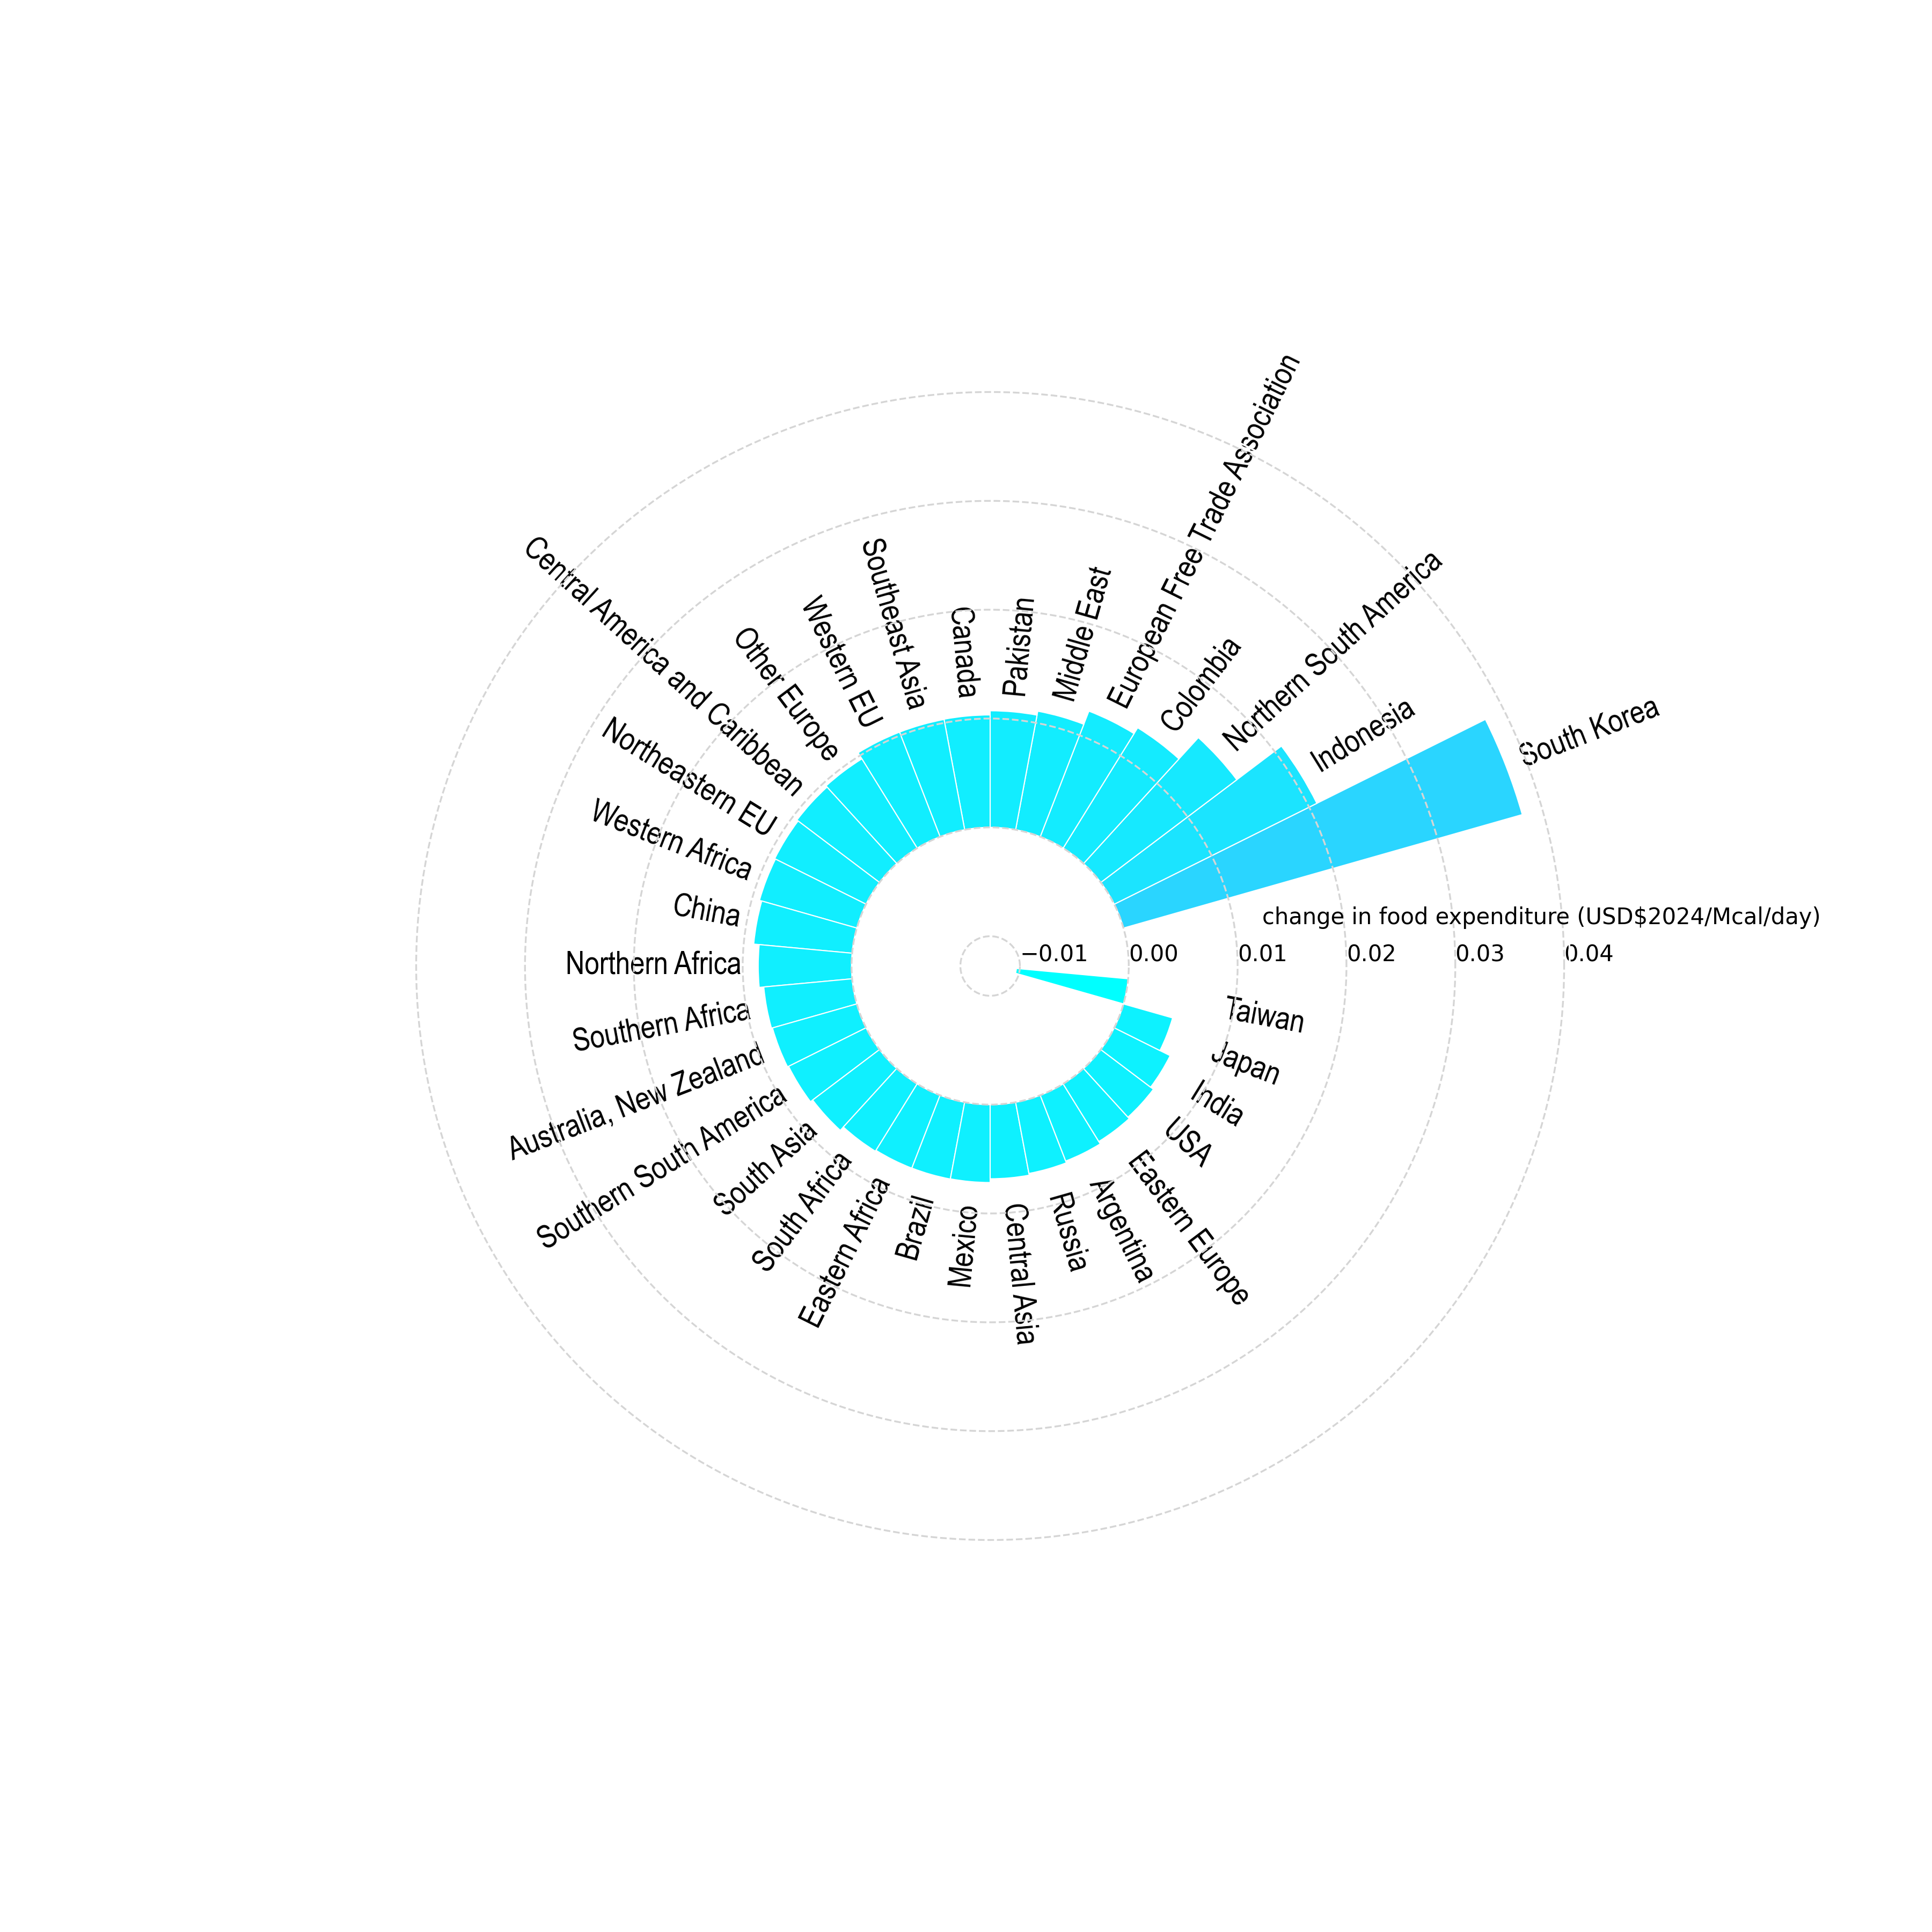 European Free Trade Association
Central America and Caribbean
Southeast Asia
Northern South America
Middle East
Western EU
Pakistan
Canada
Other Europe
Colombia
South Korea
Indonesia
Northeastern EU
Western Africa
China
change in food expenditure (USD$2024/Mcal/day)
−0.01 0.00 0.01 0.02 0.03 0.04
Northern Africa
Taiwan
Southern Africa
Japan
Australia, New Zealand
India
Southern South America
USA
South Asia
Eastern Europe
South Africa
Argentina
Eastern Africa
Russia
Brazil
Central Asia
Mexico